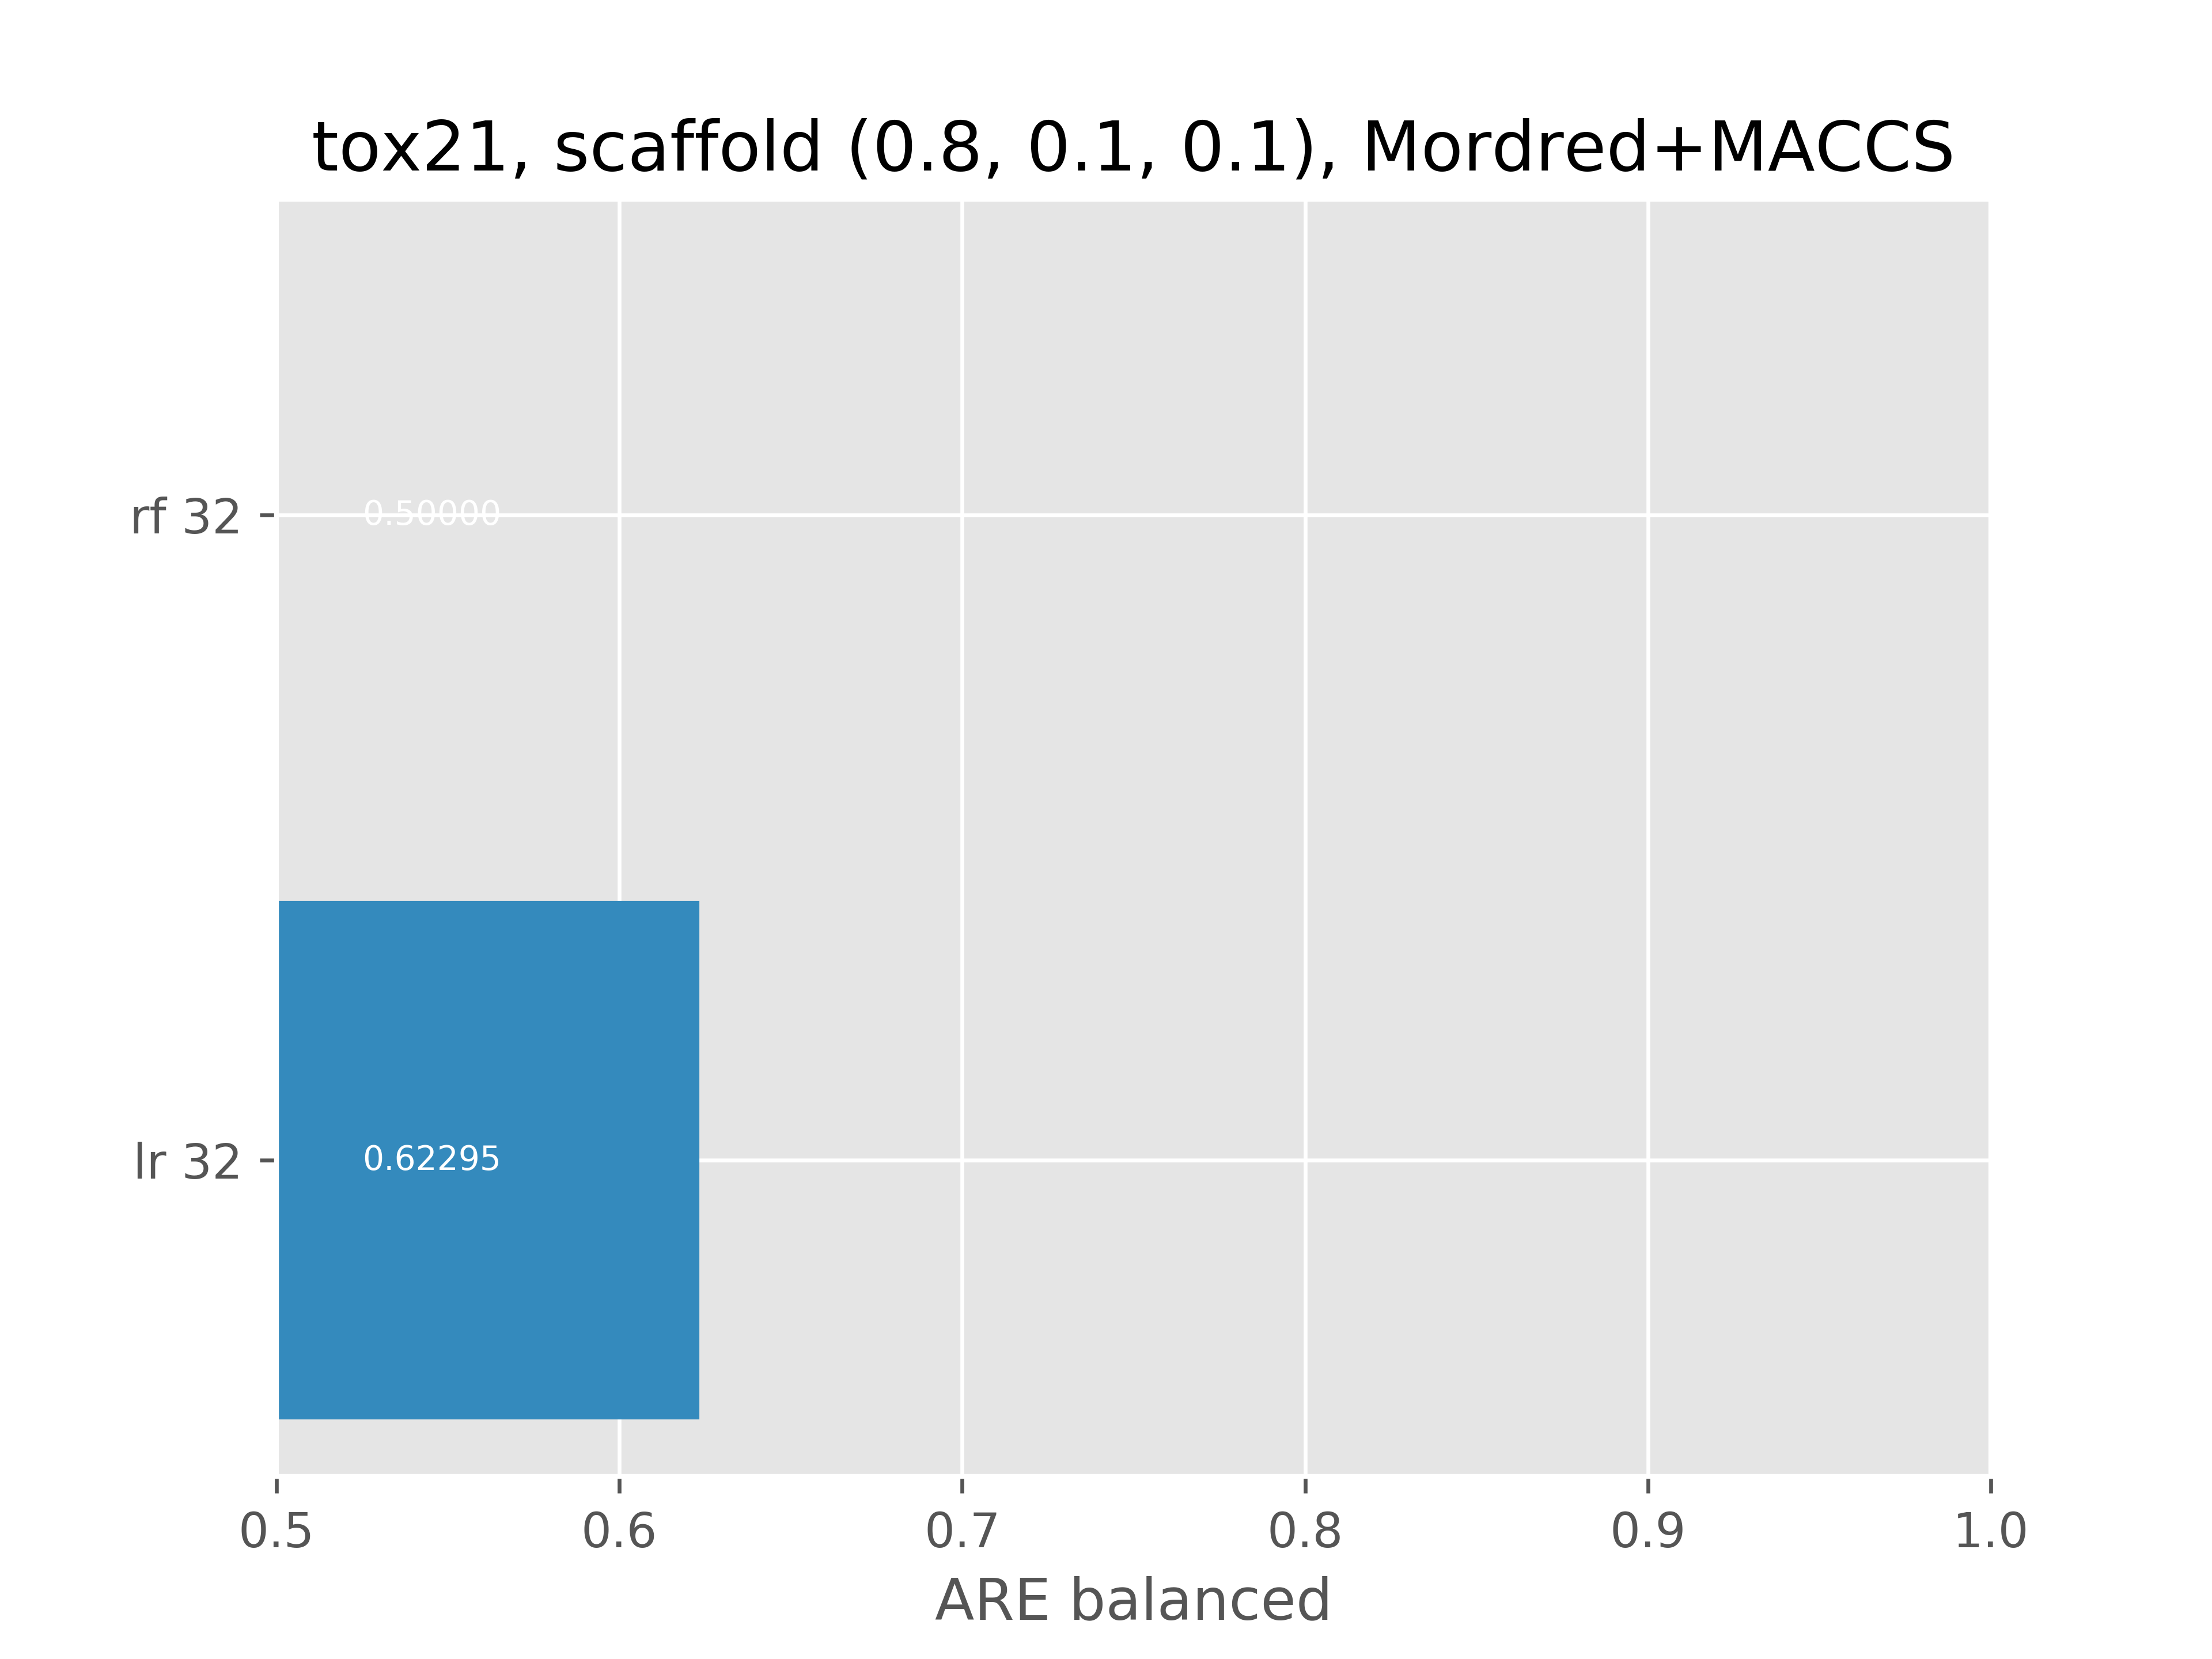 tox21, scaffold (0.8, 0.1, 0.1), Mordred+MACCS
rf 32
0.50000
lr 32
0.62295
0.5 0.6 0.7 0.8 0.9 1.0
ARE balanced